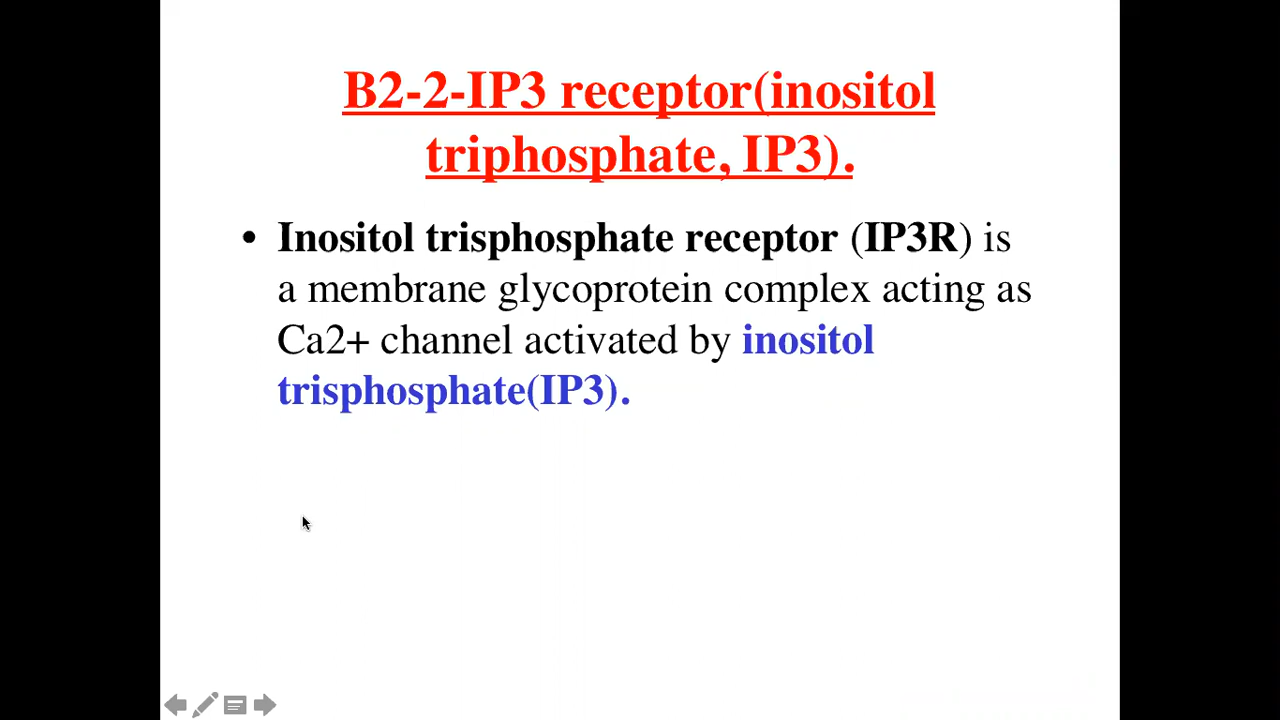 B2-2-IP3 receptor(inositol
triphosphate, IP3).
• Inositol trisphosphate receptor (IP3R) is
a membrane glycoprotein complex acting as
Ca2+ channel activated by inositol
trisphosphate(IP3).